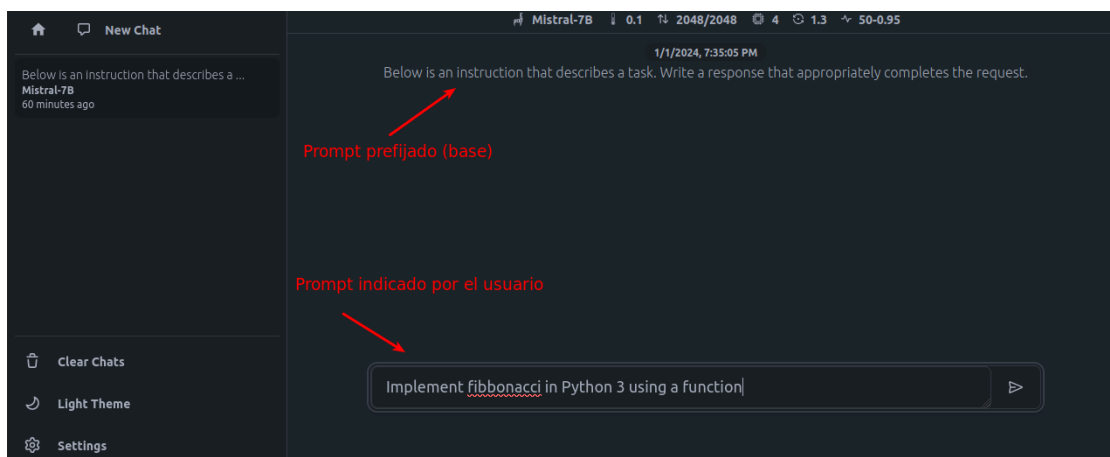 New Chat
Below is an instruction that describes a ...
Mistral-7B
60 minutes ago
Clear Chats
Light Theme
Settings
Mistral-7B 0.1 2048/2048 4 1.3 50-0.95
1/1/2024, 7:35:05 PM
Below is an instruction that describes a task. Write a response that appropriately completes the request.
Prompt prefijado (base)
Prompt indicado por el usuario
Implement fibbonacci in Python 3 using a function